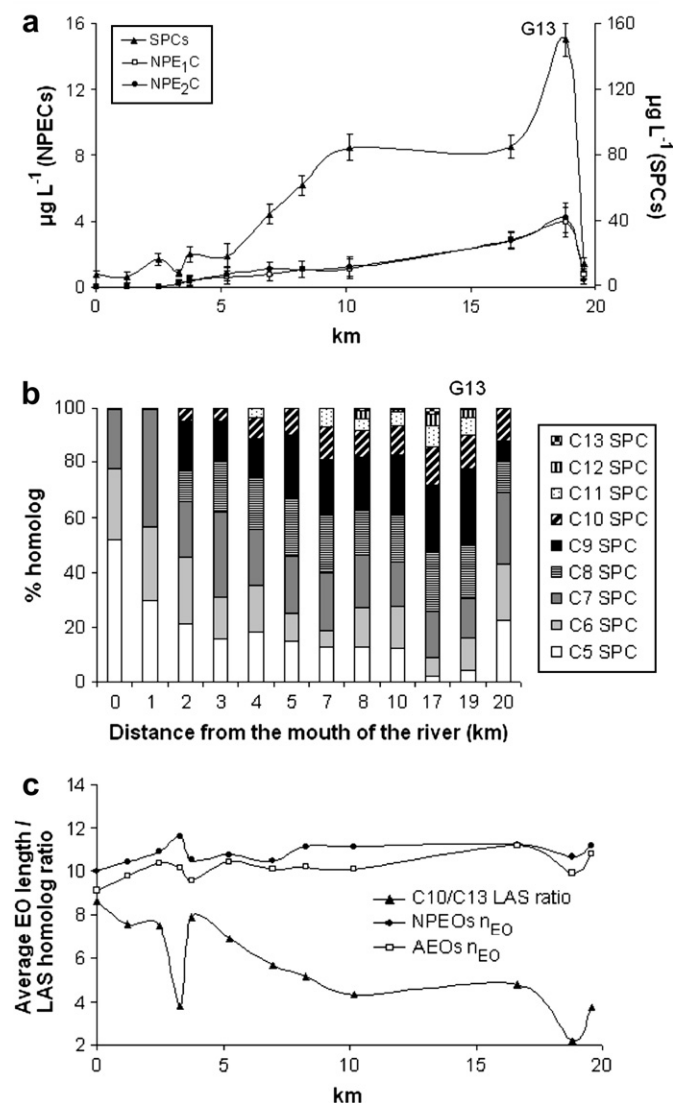 a
SPCs
NPE₁C
NPE₂C
G13
µg L⁻¹ (NPECs)
16
12
8
4
0
160
120
80
40
0
µg L⁻¹ (SPCs)
0 5 10 15 20
km
b
G13
% homolog
100
80
60
40
20
0
0 1 2 3 4 5 7 8 10 17 19 20
Distance from the mouth of the river (km)
C13 SPC
C12 SPC
C11 SPC
C10 SPC
C9 SPC
C8 SPC
C7 SPC
C6 SPC
C5 SPC
c
Average EO length /
LAS homolog ratio
14
12
10
8
6
4
2
C10/C13 LAS ratio
NPEOs n_EO
AEOs n_EO
0 5 10 15 20
km